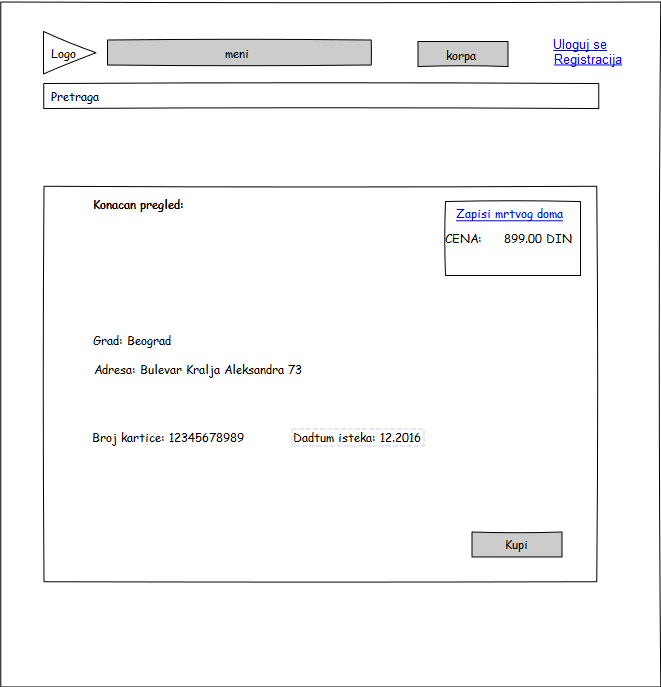 Logo
meni
korpa
Uloguj se
Registracija
Pretraga
Konacan pregled:
Zapisi mrtvog doma
CENA: 899.00 DIN
Grad: Beograd
Adresa: Bulevar Kralja Aleksandra 73
Broj kartice: 12345678989
Dadtum isteka: 12.2016
Kupi